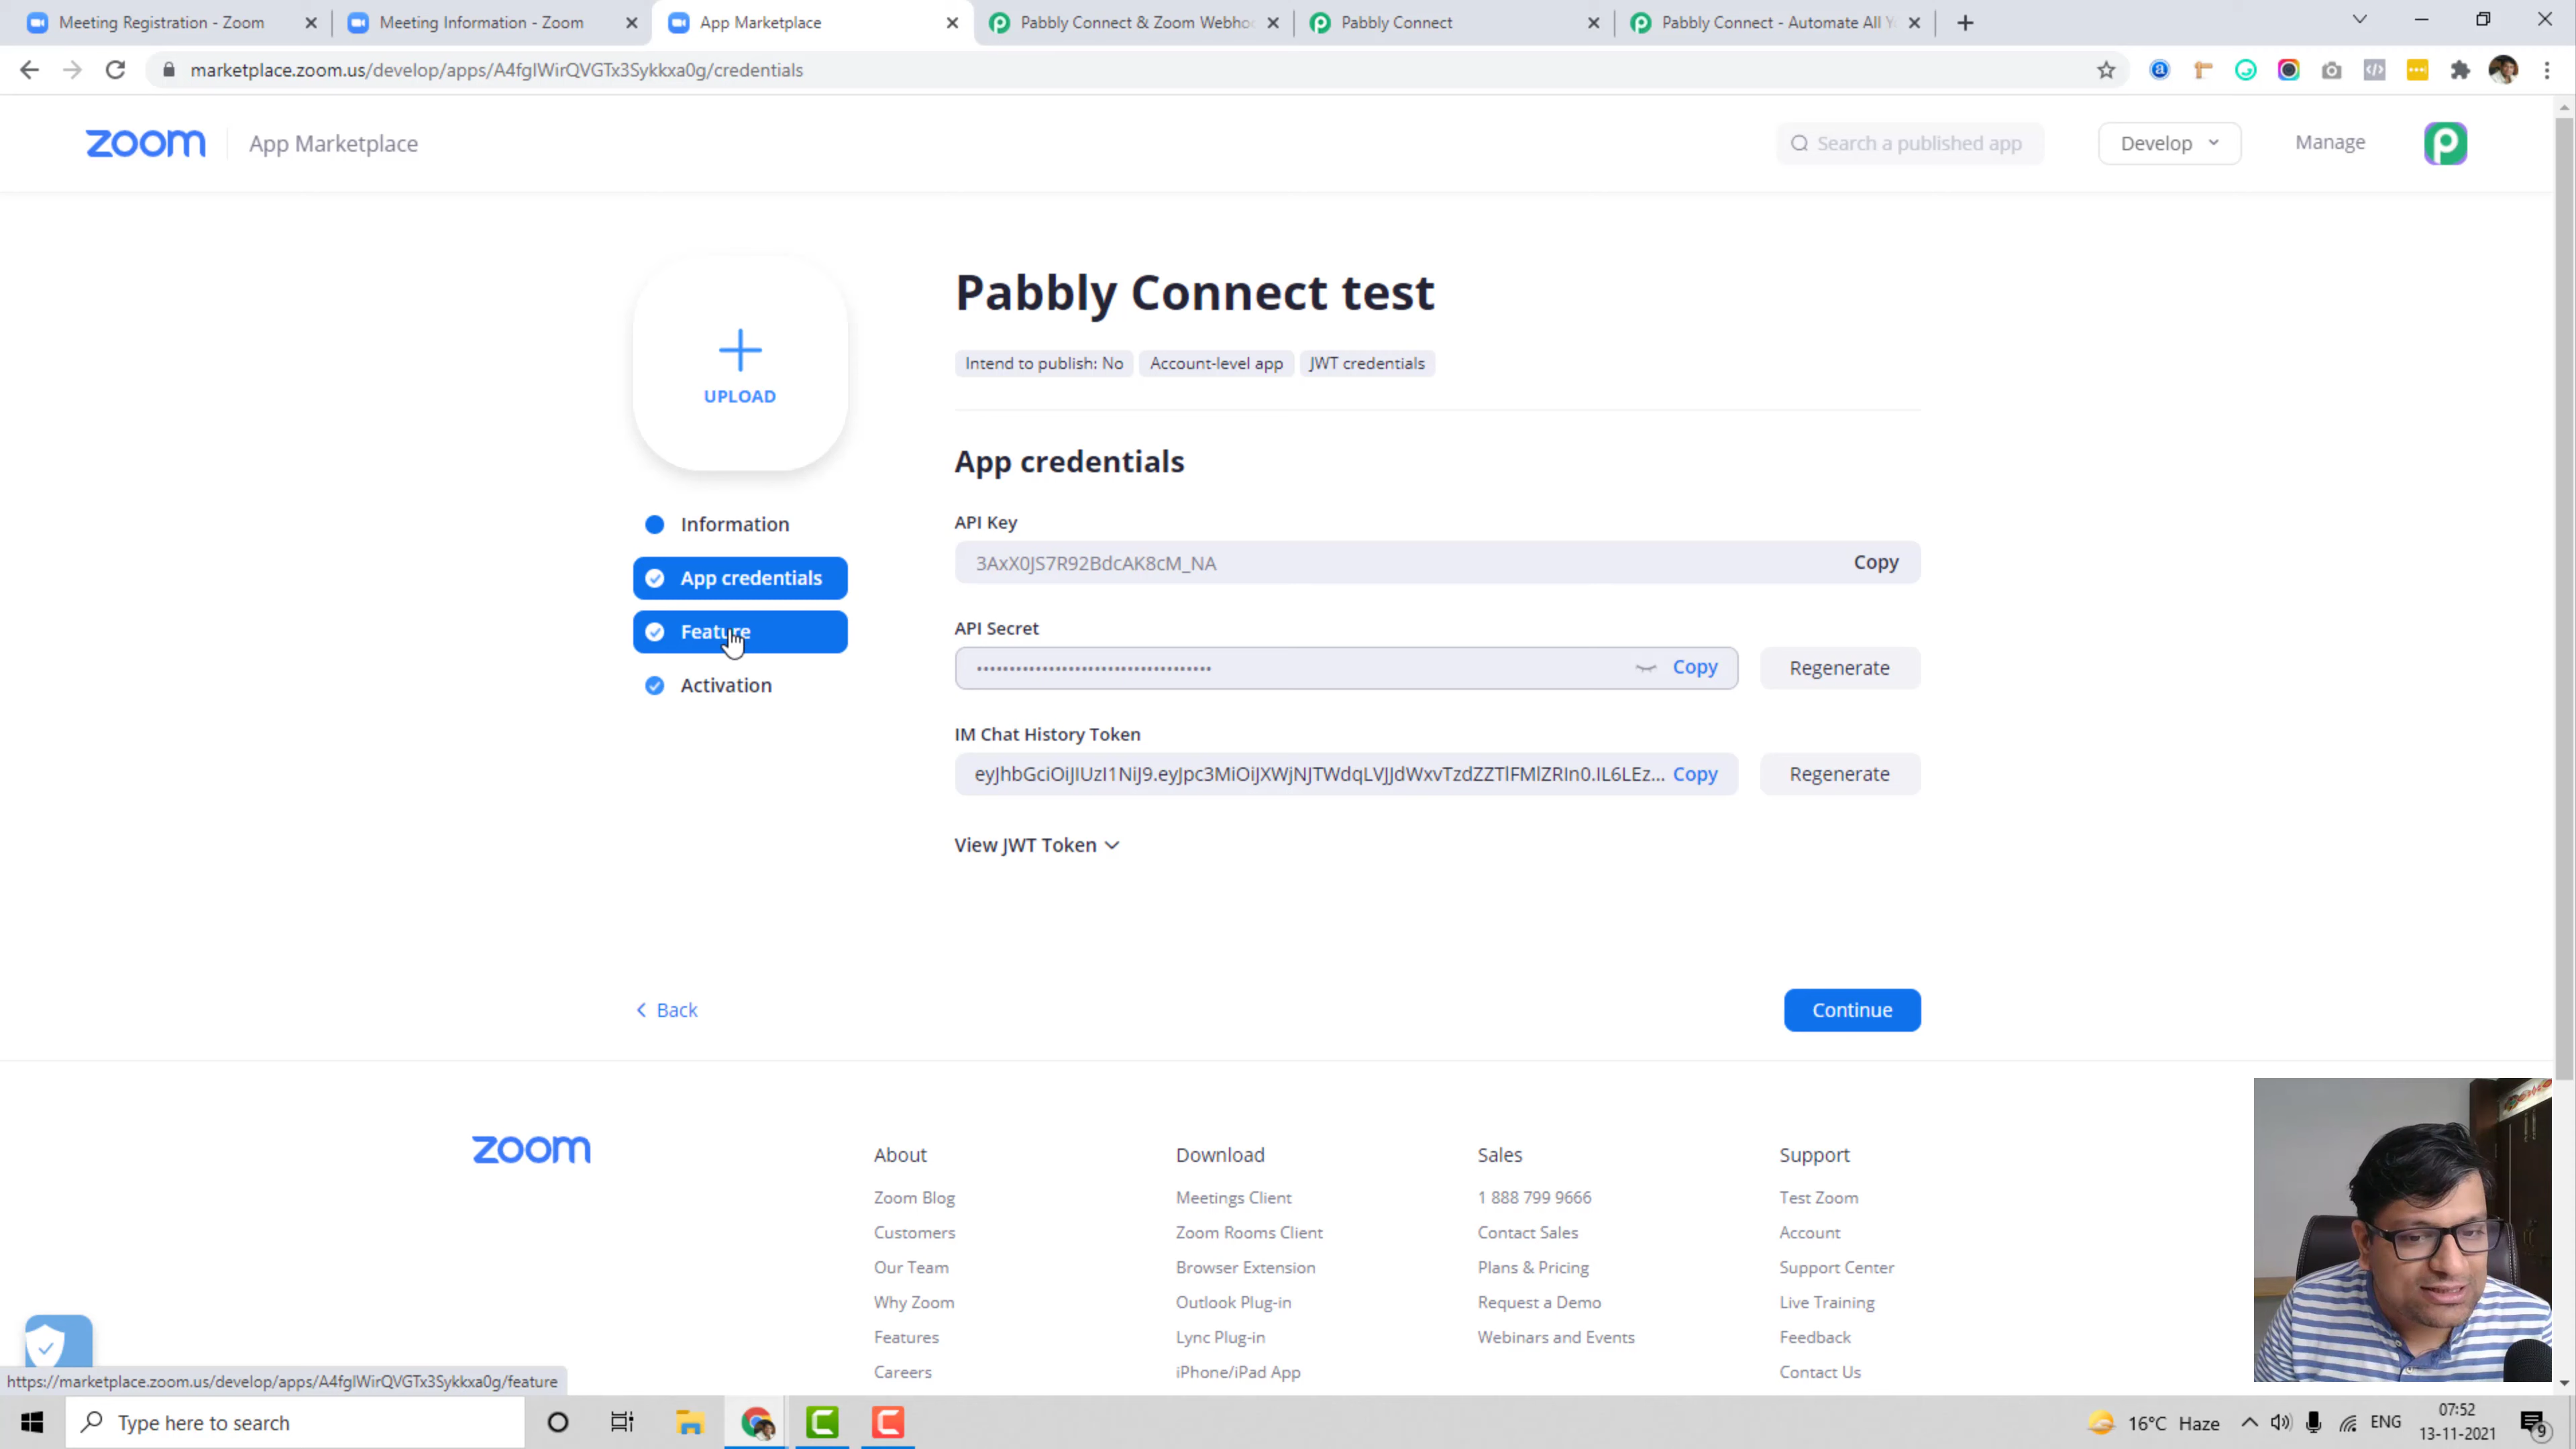 Meeting Registration - Zoom
Meeting Information - Zoom
App Marketplace
Pabbly Connect & Zoom Webho
Pabbly Connect
Pabbly Connect - Automate All Y
marketplace.zoom.us/develop/apps/A4fglWirQVGTx3Sykkxa0g/credentials
zoom
App Marketplace
Search a published app
Develop
Manage
UPLOAD
Pabbly Connect test
Intend to publish: No
Account-level app
JWT credentials
Information
App credentials
Feature
Activation
App credentials
API Key
3AxX0JS7R92BdcAK8cM_NA
Copy
API Secret
Copy
Regenerate
IM Chat History Token
eyJhbGciOiJIUzI1NiJ9.eyJpc3MiOiJXWjNJTWdqLVJJdWxvTzdZZTlFMlZRIn0.IL6LEz...
Copy
Regenerate
View JWT Token
Back
Continue
zoom
About
Zoom Blog
Customers
Our Team
Why Zoom
Features
Careers
Download
Meetings Client
Zoom Rooms Client
Browser Extension
Outlook Plug-in
Lync Plug-in
iPhone/iPad App
Sales
1 888 799 9666
Contact Sales
Plans & Pricing
Request a Demo
Webinars and Events
Support
Test Zoom
Account
Support Center
Live Training
Feedback
Contact Us
https://marketplace.zoom.us/develop/apps/A4fglWirQVGTx3Sykkxa0g/feature
Type here to search
16°C Haze
ENG
07:52
13-11-2021
9